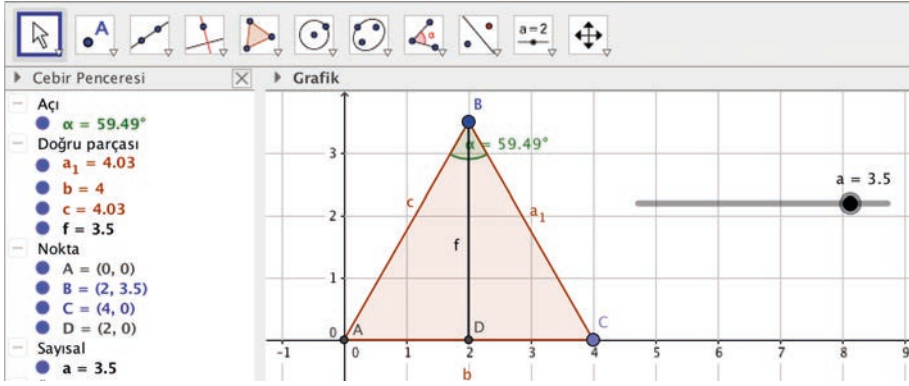 A
α
a=2
Cebir Penceresi
Grafik
Açı
α = 59.49°
Doğru parçası
a₁ = 4.03
b = 4
c = 4.03
f = 3.5
Nokta
A = (0, 0)
B = (2, 3.5)
C = (4, 0)
D = (2, 0)
Sayısal
a = 3.5
B
α = 59.49°
3
a = 3.5
c
a₁
2
f
1
0
A
D
C
-1 0 1 2 3 4 5 6 7 8 9
b